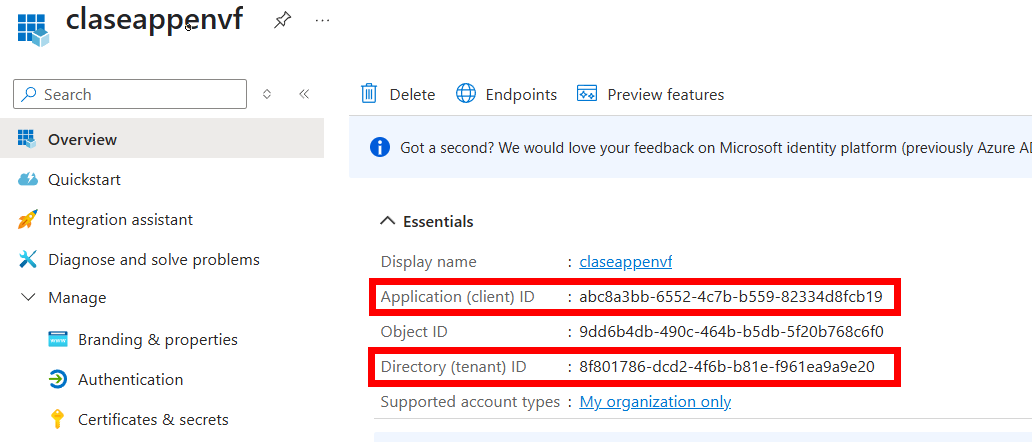 claseappenvf
Search
Delete
Endpoints
Preview features
Overview
Quickstart
Integration assistant
Diagnose and solve problems
Manage
Branding & properties
Authentication
Certificates & secrets
Got a second? We would love your feedback on Microsoft identity platform (previously Azure AD
Essentials
Display name : claseappenvf
Application (client) ID : abc8a3bb-6552-4c7b-b559-82334d8fcb19
Object ID : 9dd6b4db-490c-464b-b5db-5f20b768c6f0
Directory (tenant) ID : 8f801786-dcd2-4f6b-b81e-f961ea9a9e20
Supported account types : My organization only